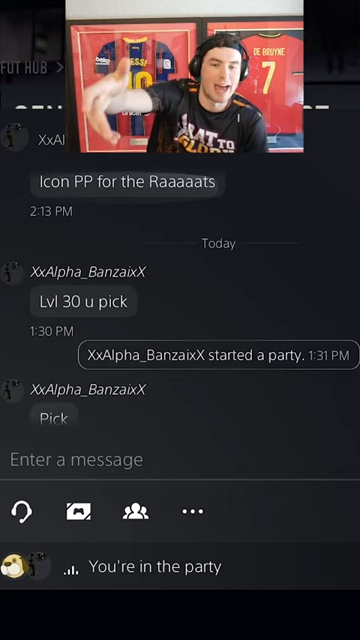 FUT HUB >
MESSI
10
beko
DE BRUYNE
7
XxAl
Icon PP for the Raaaaats
2:13 PM
Today
XxAlpha_BanzaixX
Lvl 30 u pick
1:30 PM
XxAlpha_BanzaixX started a party. 1:31 PM
XxAlpha_BanzaixX
Pick
Enter a message
You're in the party